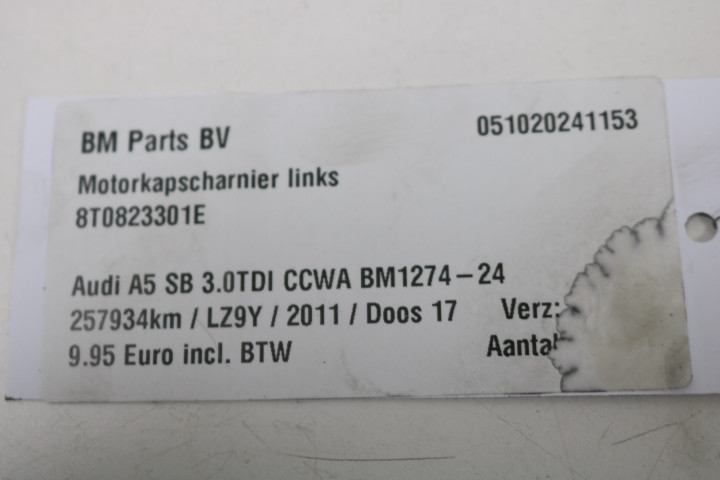 BM Parts BV 051020241153
Motorkapscharnier links
8T0823301E
Audi A5 SB 3.0TDI CCWA BM1274-24
257934km / LZ9Y / 2011 / Doos 17 Verz:
9.95 Euro incl. BTW Aantal